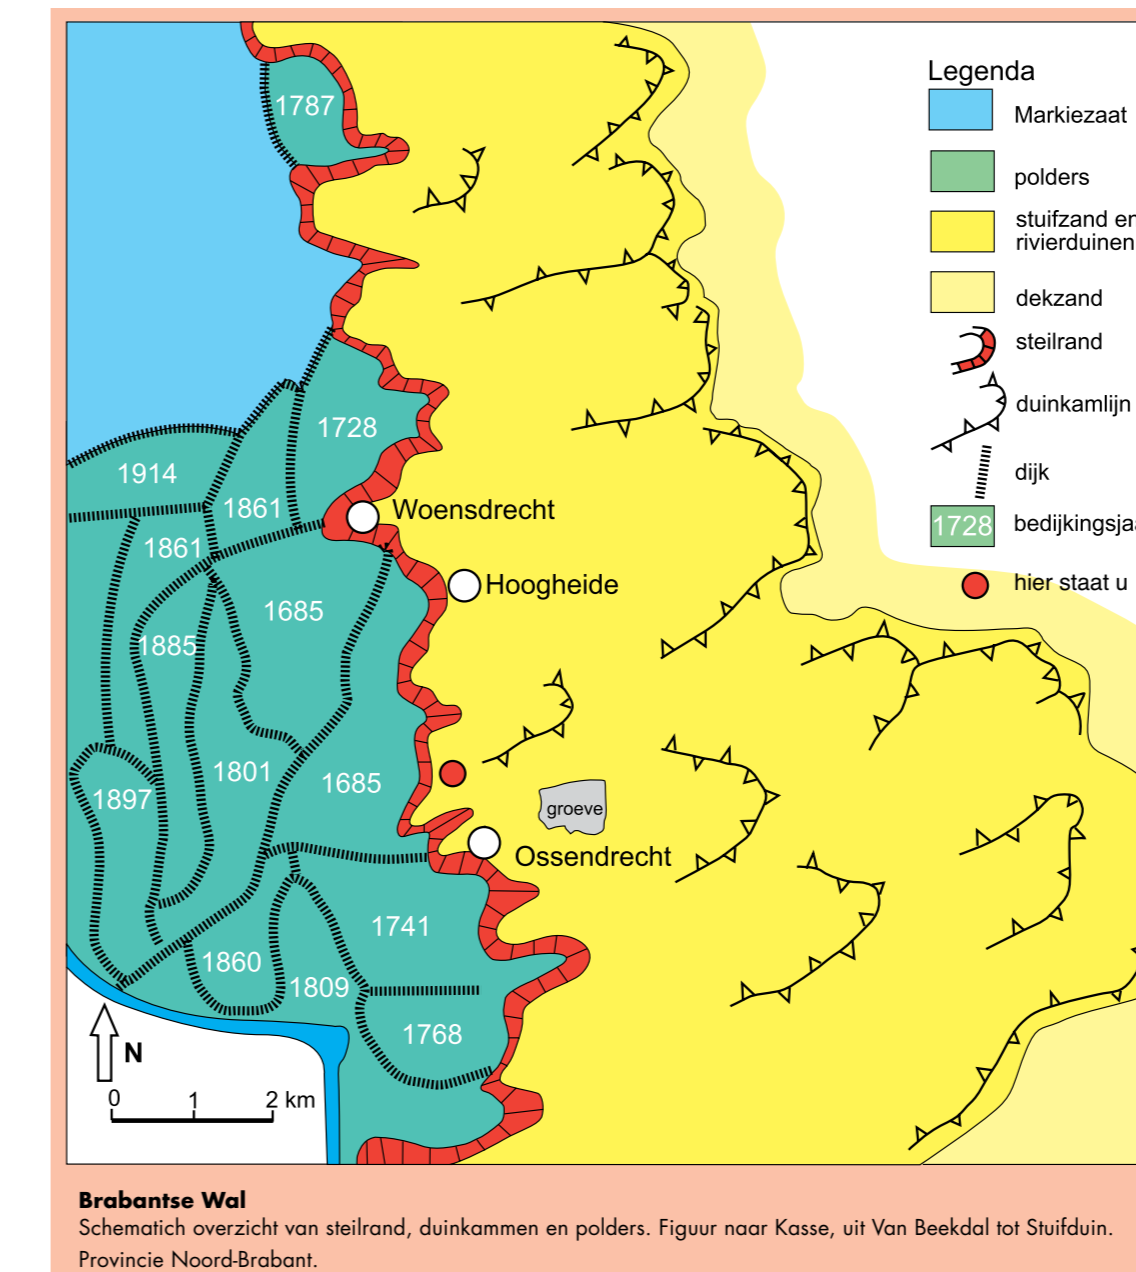 Legenda
Markiezaat
polders
stuifzand en
rivierduinen
dekzand
steilrand
duinkamlijn
dijk
1728
bedijkingsjaa
hier staat u
1787
1728
1914
1861
Woensdrecht
1861
Hoogheide
1685
1885
1801
1685
1897
groeve
Ossendrecht
1741
1860
1809
1768
N
0 1 2 km
Brabantse Wal
Schematich overzicht van steilrand, duinkammen en polders. Figuur naar Kasse, uit Van Beekdal tot Stuifduin.
Provincie Noord-Brabant.